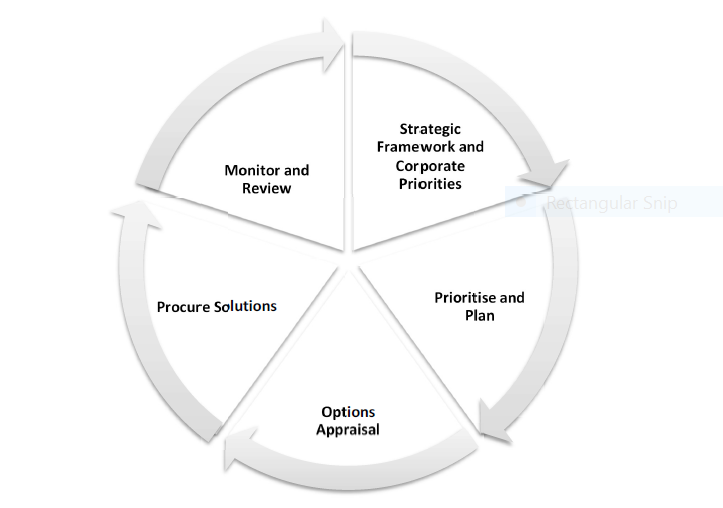 Strategic
Framework and
Corporate
Priorities
Monitor and
Review
Rectangular Snip
Prioritise and
Plan
Procure Solutions
Options
Appraisal